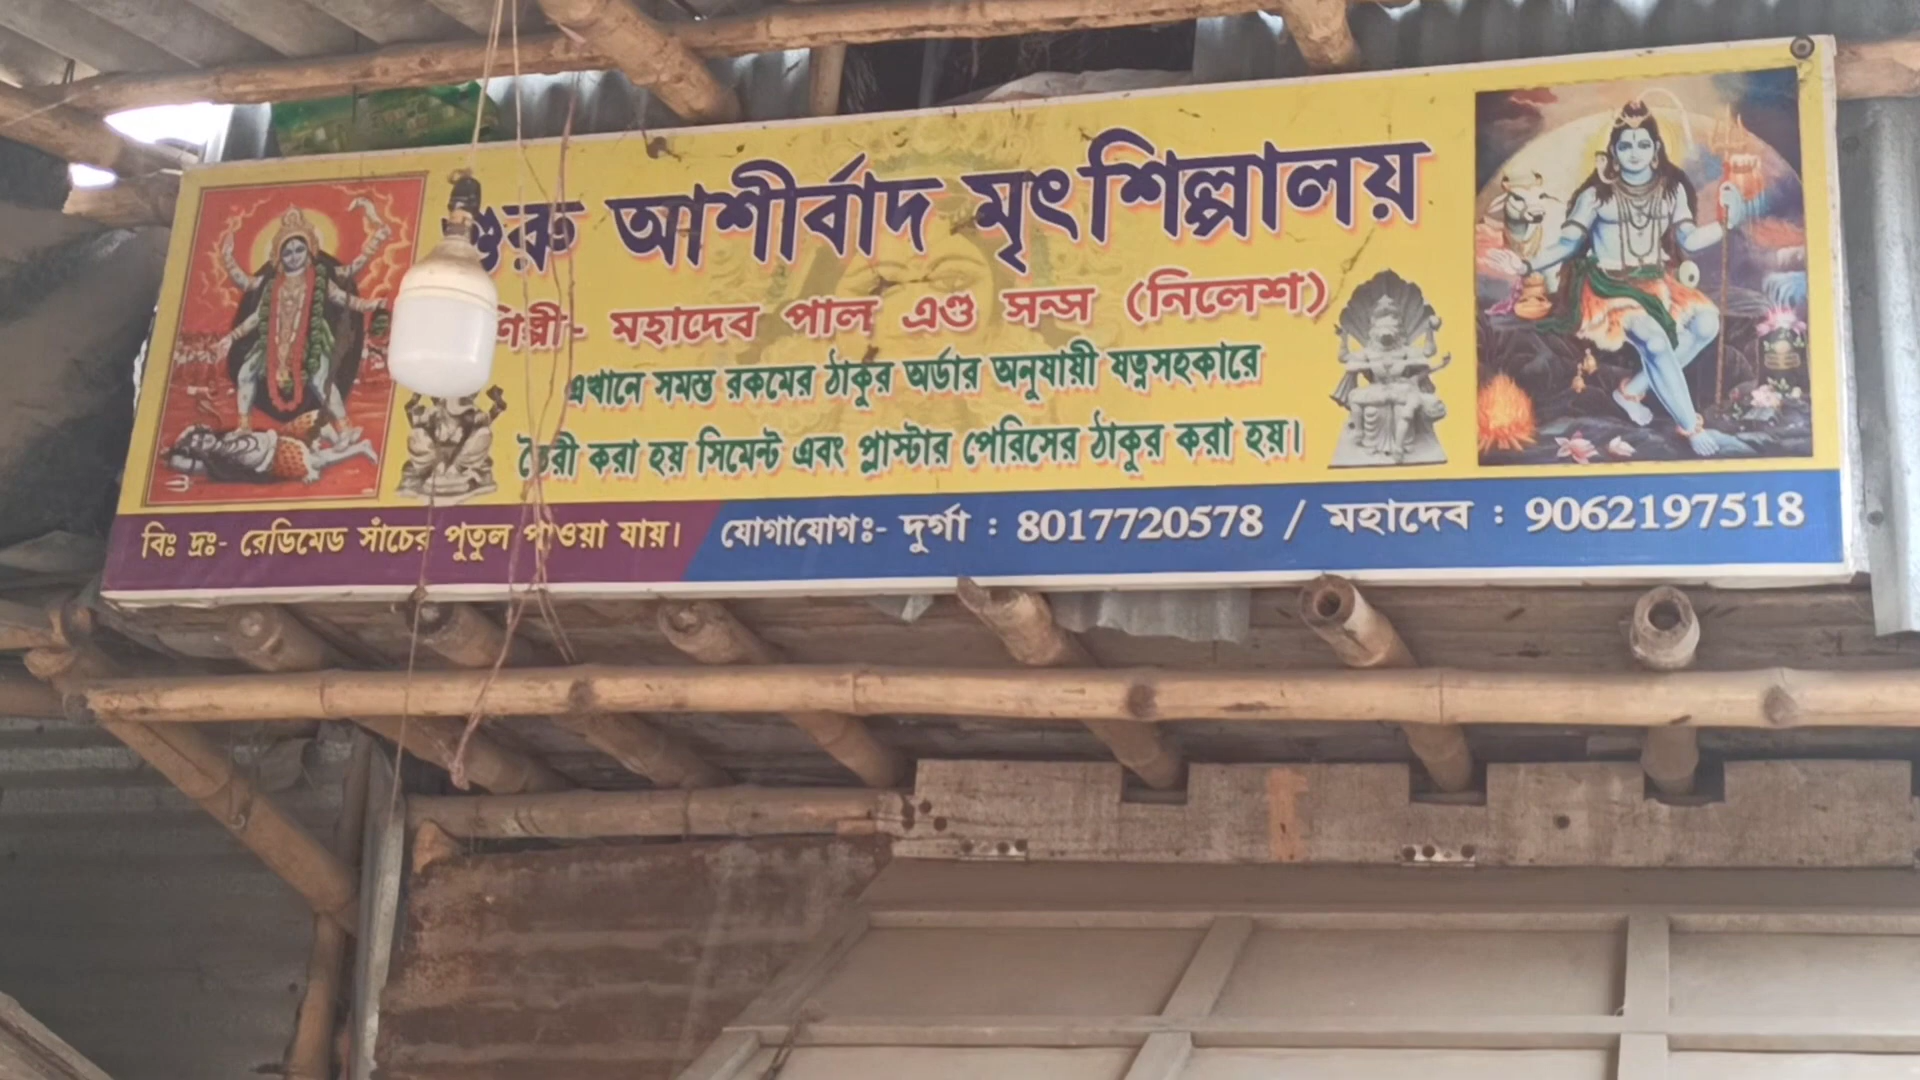 গুরু আশীর্বাদ মৃৎশিল্পালয়
শিল্পী- মহাদেব পাল এণ্ড সন্স (নিলেশ)
এখানে সমস্ত রকমের ঠাকুর অর্ডার অনুযায়ী যত্নসহকারে
তৈরী করা হয় সিমেন্ট এবং প্লাস্টার পেরিসের ঠাকুর করা হয়।
বিঃ দ্রঃ- রেডিমেড সাঁচের পুতুল পাওয়া যায়।
যোগাযোগঃ- দুর্গা : 8017720578 / মহাদেব : 9062197518